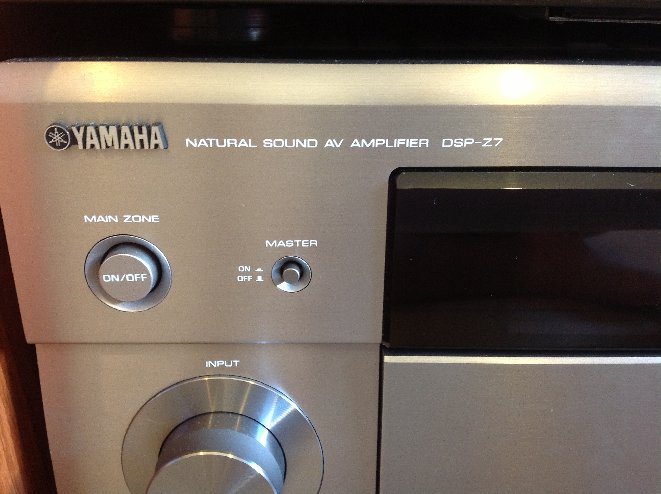 YAMAHA NATURAL SOUND AV AMPLIFIER DSP-Z7
MAIN ZONE
ON/OFF
MASTER
ON
OFF
INPUT